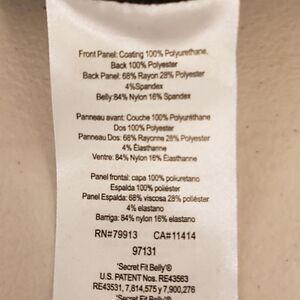 Front Panel: Coating 100% Polyurethane,
Back 100% Polyester
Back Panel: 68% Rayon 28% Polyester
4%Spandex
Belly:84% Nylon 16% Spandex
Panneau avant: Couche 100% Polyuréthane
Dos 100% Polyester
Panneau Dos: 68% Rayonne 28% Polyester
4% Élasthanne
Ventre: 84% Nylon 16% Élasthanne
Panel frontal: capa 100% poliuretano
Espalda 100% poliéster
Panel Espalda: 68% viscosa 28% poliéster
4% elastano
Barriga: 84% nylon 16% elastano
RN#79913 CA#11414
97131
'Secret Fit Belly'®
U.S. PATENT Nos. RE43563
RE43531, 7,814,575 y 7,900,276
'Secret Fit Belly'®